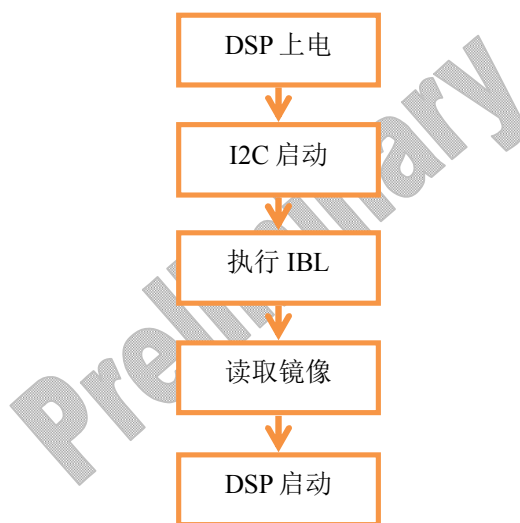 DSP 上电
I2C 启动
执行 IBL
读取镜像
DSP 启动
Preliminary